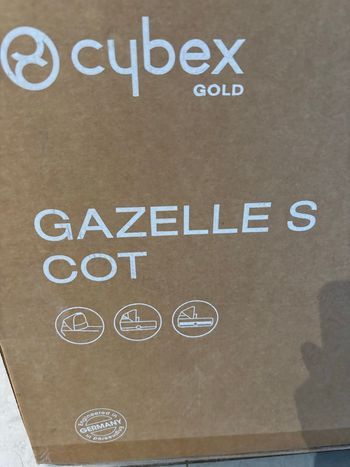 cybex
GOLD
GAZELLE S
COT
Engineered in
GERMANY